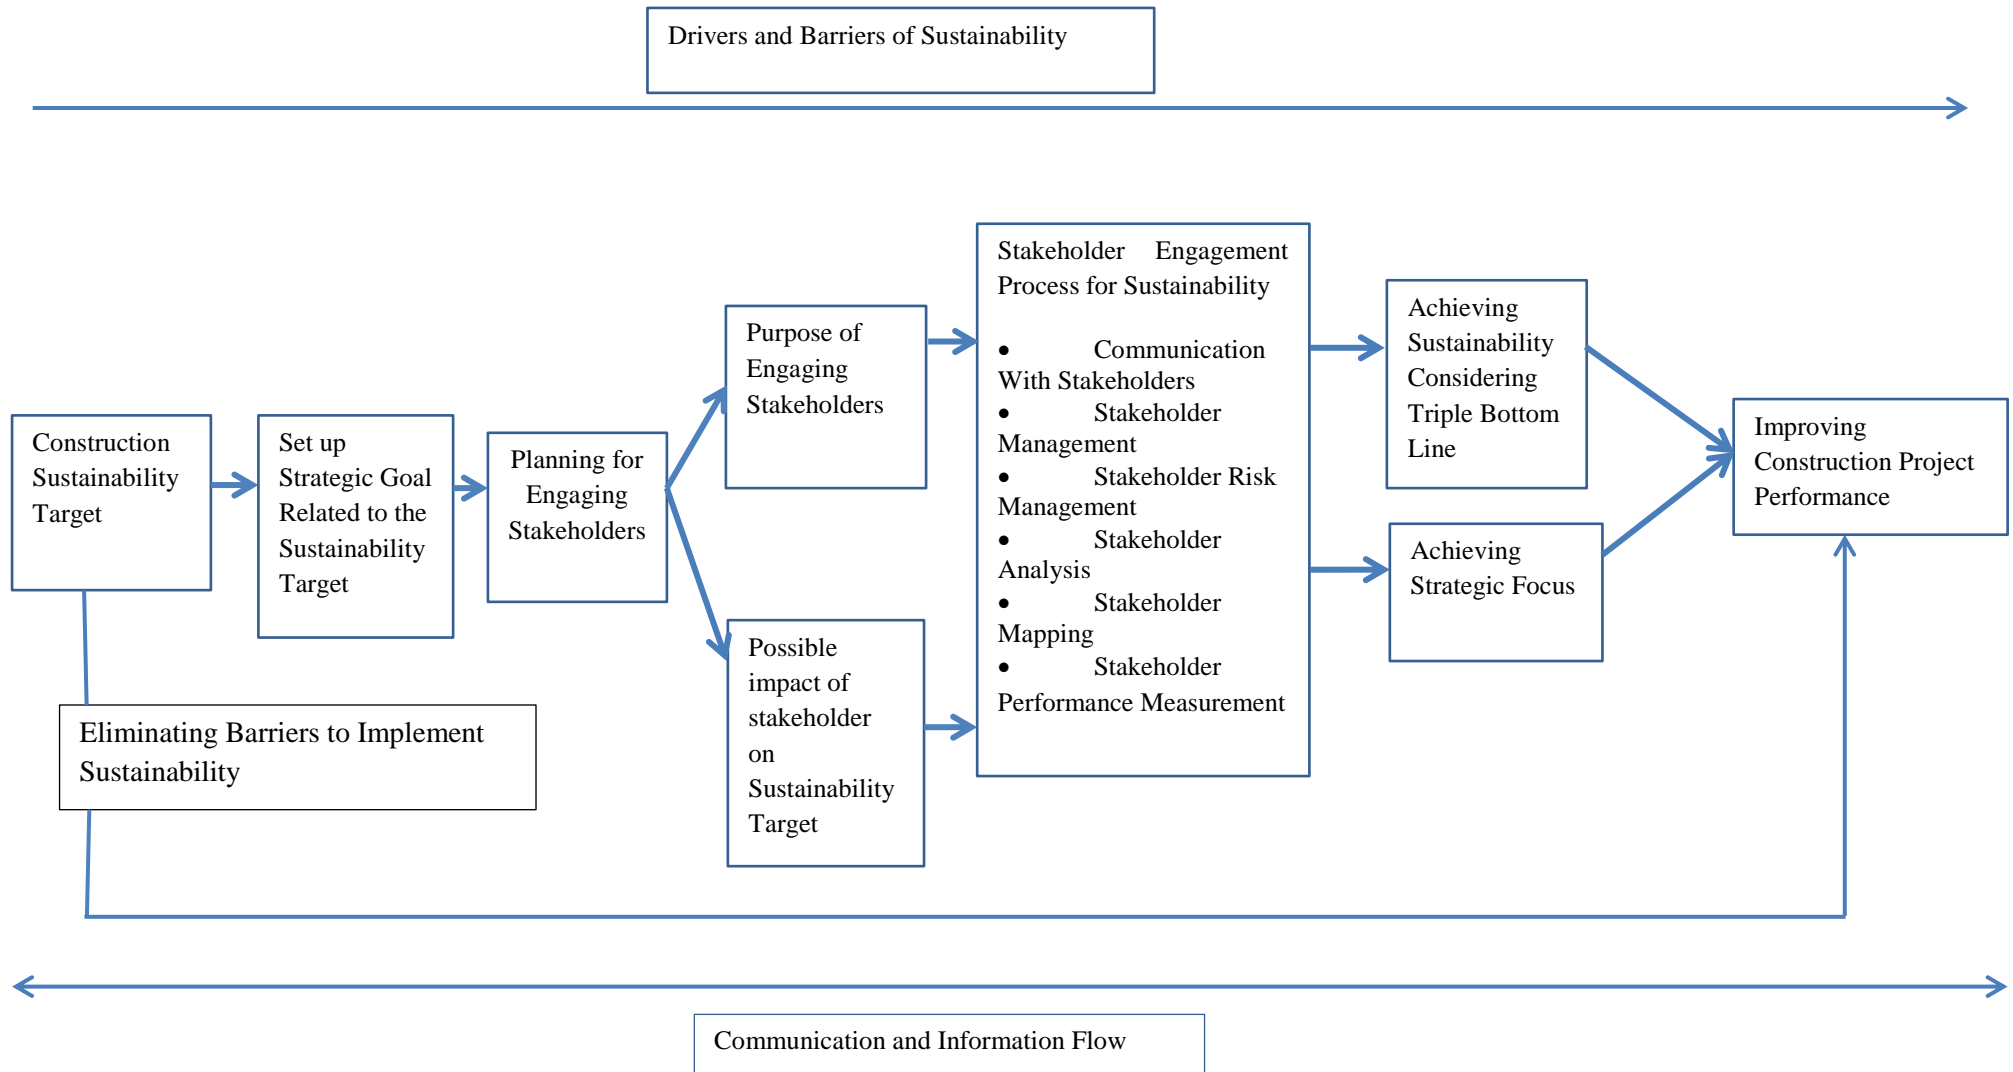 Drivers and Barriers of Sustainability
Construction
Sustainability
Target
Set up
Strategic Goal
Related to the
Sustainability
Target
Planning for
Engaging
Stakeholders
Purpose of
Engaging
Stakeholders
Possible
impact of
stakeholder
on
Sustainability
Target
Stakeholder Engagement
Process for Sustainability
• Communication
With Stakeholders
• Stakeholder
Management
• Stakeholder Risk
Management
• Stakeholder
Analysis
• Stakeholder
Mapping
• Stakeholder
Performance Measurement
Achieving
Sustainability
Considering
Triple Bottom
Line
Achieving
Strategic Focus
Improving
Construction Project
Performance
Eliminating Barriers to Implement
Sustainability
Communication and Information Flow